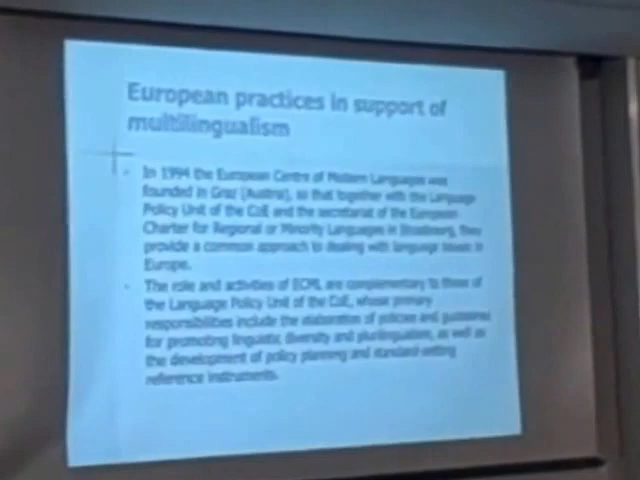 European practices in support of
multilingualism
In 1994 the European Centre of Modern Languages was
founded in Graz (Austria), so that together with the Language
Policy Unit of the CoE and the secretariat of the European
Charter for Regional or Minority Languages in Strasbourg, they
provide a common approach to dealing with language issues in
Europe.
The role and activities of ECML are complementary to those of
the Language Policy Unit of the CoE, whose primary
responsibilities include the elaboration of policies and guidelines
for promoting linguistic diversity and plurilingualism, as well as
the development of policy planning and standard-setting
reference instruments.